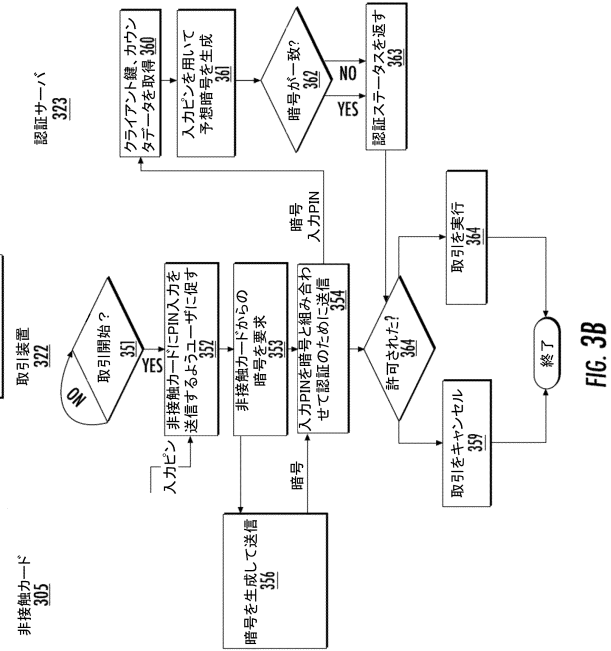 非接触カード
305
取引装置
322
認証サーバ
323
取引開始？
351
NO
YES
入力ピン
非接触カードにPIN入力を
送信するようユーザに促す
352
非接触カードからの
暗号を要求
353
暗号を生成して送信
356
暗号
入力PINを暗号と組み合わ
せて認証のために送信
354
暗号
入力PIN
クライアント鍵、カウン
タデータを取得 360
入力ピンを用いて
予想暗号を生成
361
暗号が一致?
362
NO
YES
認証ステータスを返す
363
許可された?
364
取引をキャンセル
359
取引を実行
364
終了
FIG. 3B